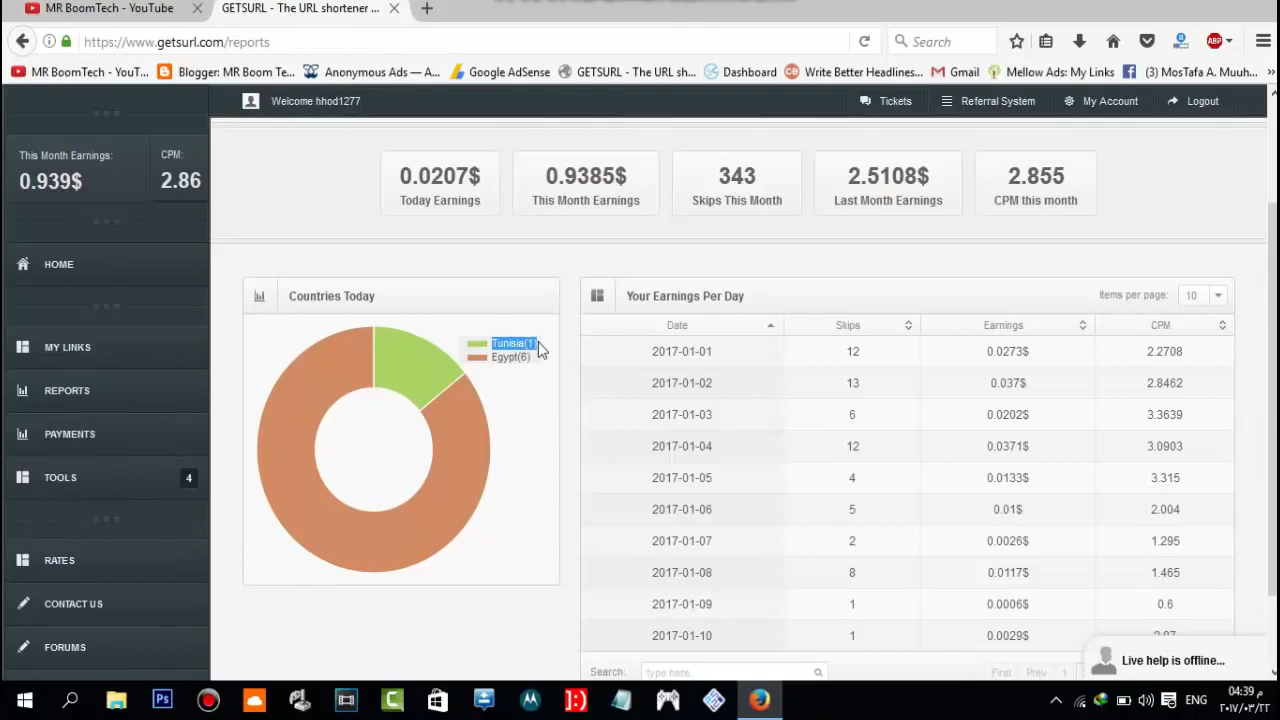 MR BoomTech - YouTube
GETSURL - The URL shortener ...
https://www.getsurl.com/reports
Search
ABP
MR BoomTech - YouT...
Blogger: MR Boom Te...
Anonymous Ads — A...
Google AdSense
GETSURL - The URL sh...
Dashboard
Write Better Headlines...
Gmail
Mellow Ads: My Links
(3) MosTafa A. Muuh...
Welcome hhod1277
Tickets
Referral System
My Account
Logout
This Month Earnings:
0.939$
CPM:
2.86
HOME
MY LINKS
REPORTS
PAYMENTS
TOOLS
4
RATES
CONTACT US
FORUMS
0.0207$
Today Earnings
0.9385$
This Month Earnings
343
Skips This Month
2.5108$
Last Month Earnings
2.855
CPM this month
Countries Today
Tunisia(1)
Egypt(6)
Your Earnings Per Day
Items per page:
10
Date Skips Earnings CPM
2017-01-01 12 0.0273$ 2.2708
2017-01-02 13 0.037$ 2.8462
2017-01-03 6 0.0202$ 3.3639
2017-01-04 12 0.0371$ 3.0903
2017-01-05 4 0.0133$ 3.315
2017-01-06 5 0.01$ 2.004
2017-01-07 2 0.0026$ 1.295
2017-01-08 8 0.0117$ 1.465
2017-01-09 1 0.0006$ 0.6
2017-01-10 1 0.0029$
Search: type here.
First Prev 1
Live help is offline...
Ps
ENG
04:39 م
٢٠١٧/٠٣/٢٢